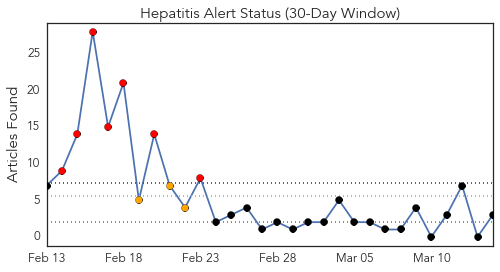 Hepatitis Alert Status (30-Day Window)
Articles Found
25
20
15
10
5
0
Feb 13 Feb 18 Feb 23 Feb 28 Mar 05 Mar 10